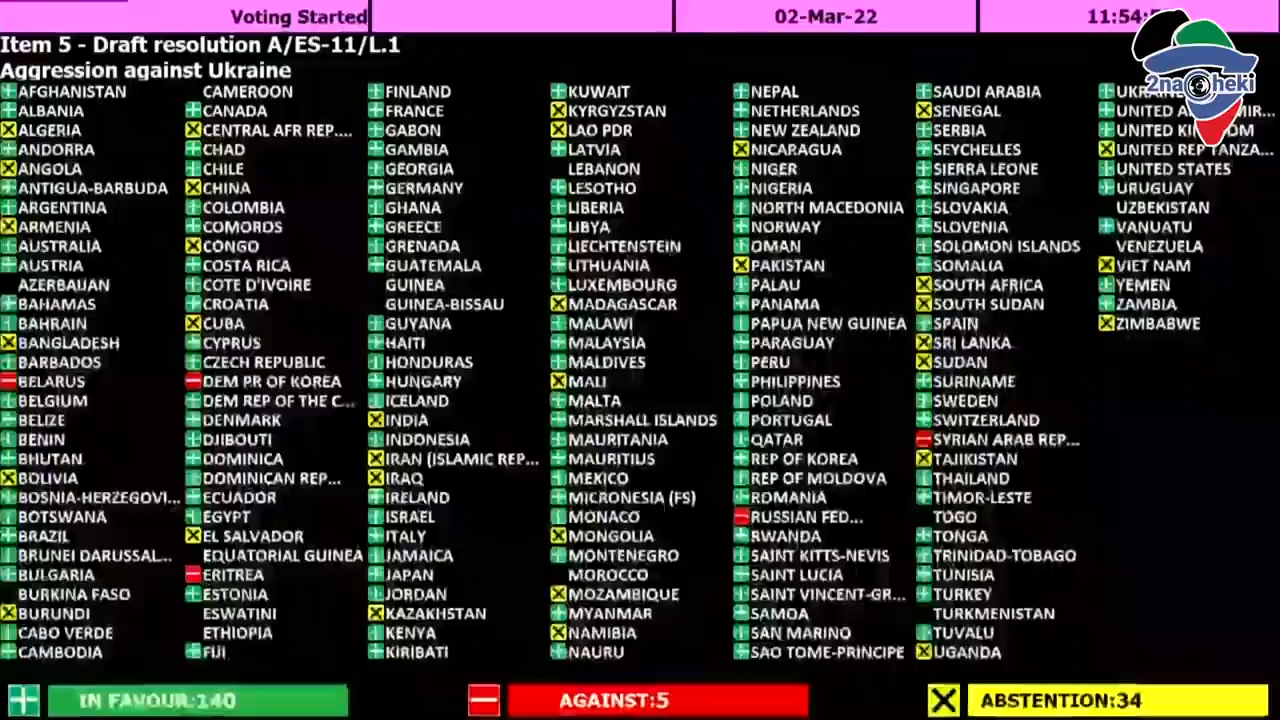 Voting Started
02-Mar-22
11:54:
Item 5 - Draft resolution A/ES-11/L.1
Aggression against Ukraine
AFGHANISTAN
ALBANIA
ALGERIA
ANDORRA
ANGOLA
ANTIGUA-BARBUDA
ARGENTINA
ARMENIA
AUSTRALIA
AUSTRIA
AZERBAIJAN
BAHAMAS
BAHRAIN
BANGLADESH
BARBADOS
BELARUS
BELGIUM
BELIZE
BENIN
BHUTAN
BOLIVIA
BOSNIA-HERZEGOVI...
BOTSWANA
BRAZIL
BRUNEI DARUSSAL...
BULGARIA
BURKINA FASO
BURUNDI
CABO VERDE
CAMBODIA
CAMEROON
CANADA
CENTRAL AFR REP....
CHAD
CHILE
CHINA
COLOMBIA
COMOROS
CONGO
COSTA RICA
COTE D'IVOIRE
CROATIA
CUBA
CYPRUS
CZECH REPUBLIC
DEM PR OF KOREA
DEM REP OF THE C...
DENMARK
DJIBOUTI
DOMINICA
DOMINICAN REP...
ECUADOR
EGYPT
EL SALVADOR
EQUATORIAL GUINEA
ERITREA
ESTONIA
ESWATINI
ETHIOPIA
FIJI
FINLAND
FRANCE
GABON
GAMBIA
GEORGIA
GERMANY
GHANA
GREECE
GRENADA
GUATEMALA
GUINEA
GUINEA-BISSAU
GUYANA
HAITI
HONDURAS
HUNGARY
ICELAND
INDIA
INDONESIA
IRAN (ISLAMIC REP...
IRAQ
IRELAND
ISRAEL
ITALY
JAMAICA
JAPAN
JORDAN
KAZAKHSTAN
KENYA
KIRIBATI
KUWAIT
KYRGYZSTAN
LAO PDR
LATVIA
LEBANON
LESOTHO
LIBERIA
LIBYA
LIECHTENSTEIN
LITHUANIA
LUXEMBOURG
MADAGASCAR
MALAWI
MALAYSIA
MALDIVES
MALI
MALTA
MARSHALL ISLANDS
MAURITANIA
MAURITIUS
MEXICO
MICRONESIA (FS)
MONACO
MONGOLIA
MONTENEGRO
MOROCCO
MOZAMBIQUE
MYANMAR
NAMIBIA
NAURU
NEPAL
NETHERLANDS
NEW ZEALAND
NICARAGUA
NIGER
NIGERIA
NORTH MACEDONIA
NORWAY
OMAN
PAKISTAN
PALAU
PANAMA
PAPUA NEW GUINEA
PARAGUAY
PERU
PHILIPPINES
POLAND
PORTUGAL
QATAR
REP OF KOREA
REP OF MOLDOVA
ROMANIA
RUSSIAN FED...
RWANDA
SAINT KITTS-NEVIS
SAINT LUCIA
SAINT VINCENT-GR...
SAMOA
SAN MARINO
SAO TOME-PRINCIPE
SAUDI ARABIA
SENEGAL
SERBIA
SEYCHELLES
SIERRA LEONE
SINGAPORE
SLOVAKIA
SLOVENIA
SOLOMON ISLANDS
SOMALIA
SOUTH AFRICA
SOUTH SUDAN
SPAIN
SRI LANKA
SUDAN
SURINAME
SWEDEN
SWITZERLAND
SYRIAN ARAB REP...
TAJIKISTAN
THAILAND
TIMOR-LESTE
TOGO
TONGA
TRINIDAD-TOBAGO
TUNISIA
TURKEY
TURKMENISTAN
TUVALU
UGANDA
UNITED
UNITED
UNITED REP TANZA...
UNITED STATES
URUGUAY
UZBEKISTAN
VANUATU
VENEZUELA
VIET NAM
YEMEN
ZAMBIA
ZIMBABWE
2nacheki
IN FAVOUR:140
AGAINST:5
ABSTENTION:34